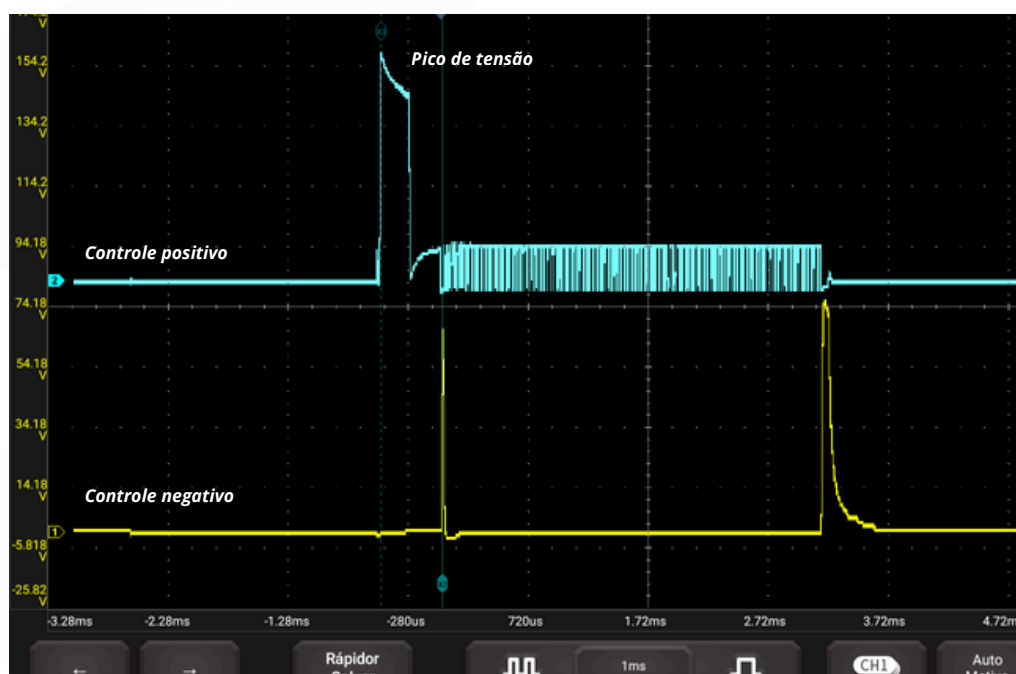 V
154.2
V
Pico de tensão
134.2
V
114.2
V
94.18
V
Controle positivo
2
74.18
V
54.18
V
34.18
V
14.18
V
Controle negativo
1
-5.818
V
-25.82
V
-3.28ms -2.28ms -1.28ms -280us 720us 1.72ms 2.72ms 3.72ms 4.72m
← → Rápidor 1ms CH1 Auto